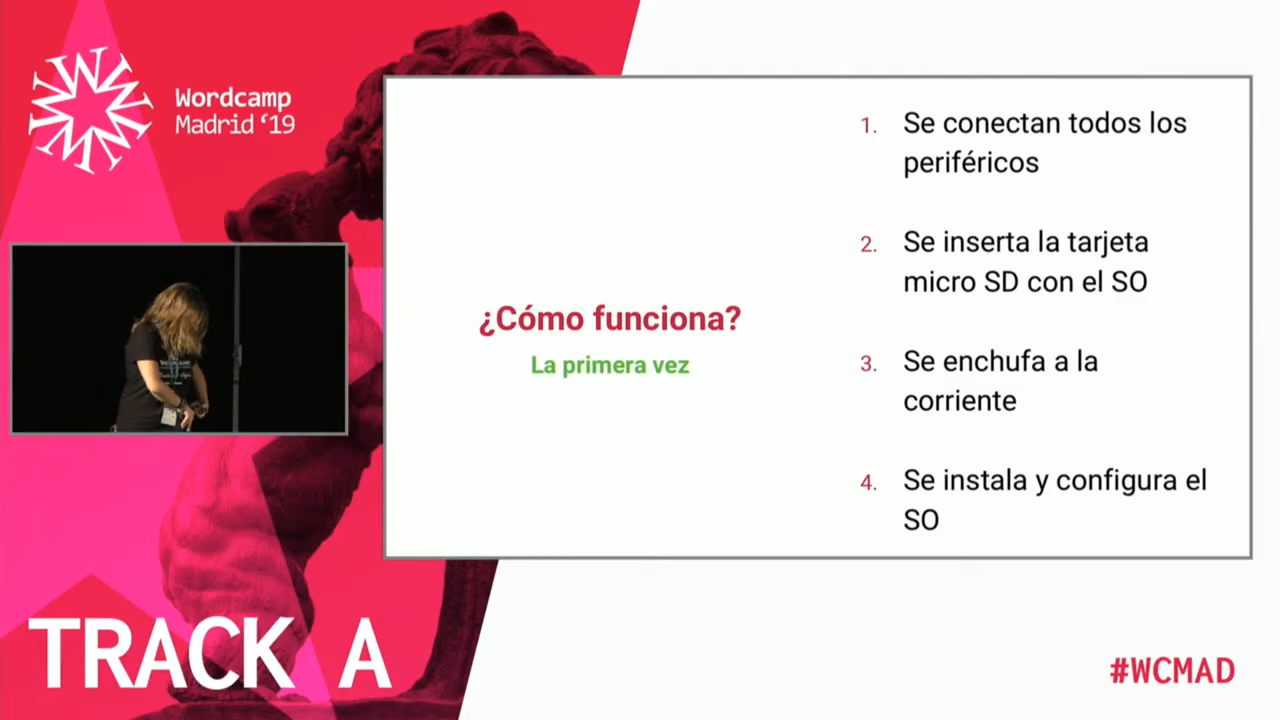 Wordcamp
Madrid ‘19
¿Cómo funciona?
La primera vez
1. Se conectan todos los
periféricos
2. Se inserta la tarjeta
micro SD con el SO
3. Se enchufa a la
corriente
4. Se instala y configura el
SO
TRACK A
#WCMAD